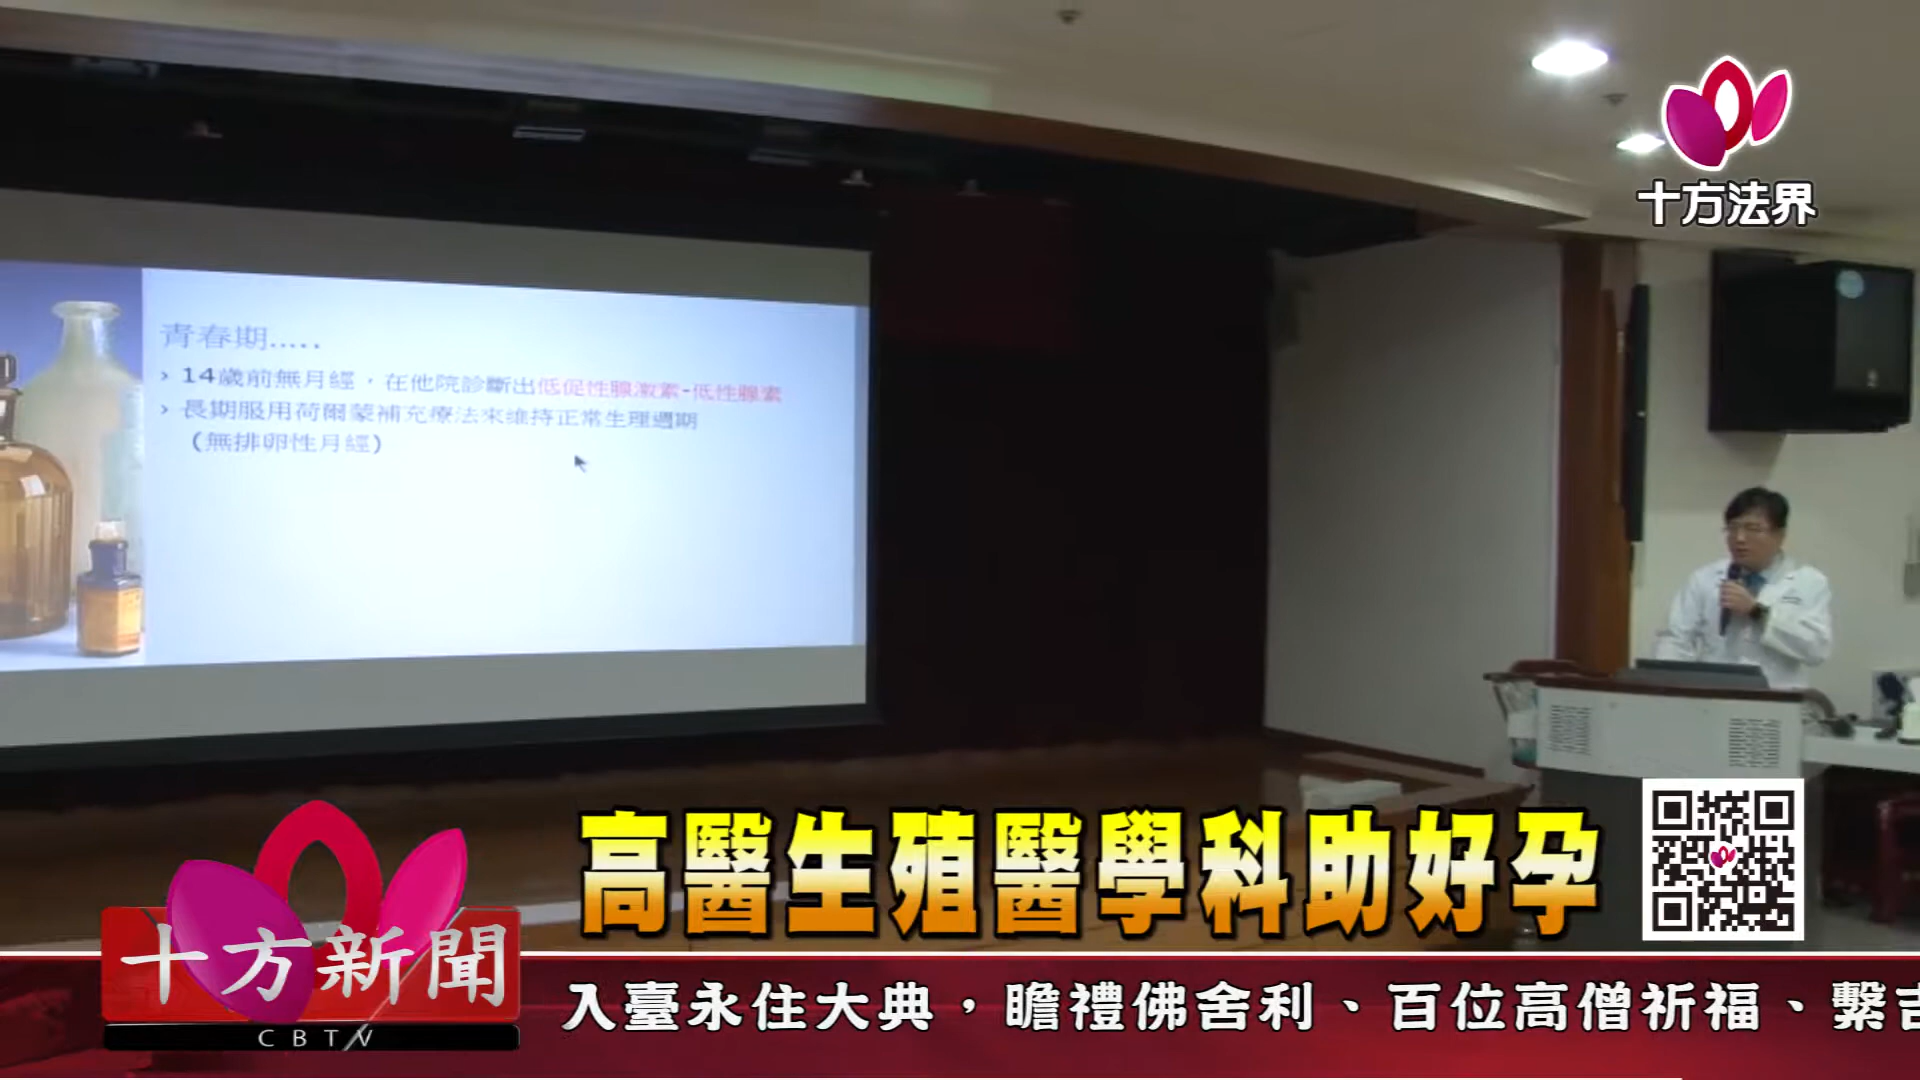 十方法界
青春期.....
› 14歲前無月經，在他院診斷出低促性腺激素-低性腺素
› 長期服用荷爾蒙補充療法來維持正常生理週期
(無排卵性月經)
高醫生殖醫學科助好孕
十方新聞
CBTV
入臺永住大典，瞻禮佛舍利、百位高僧祈福、繫吉